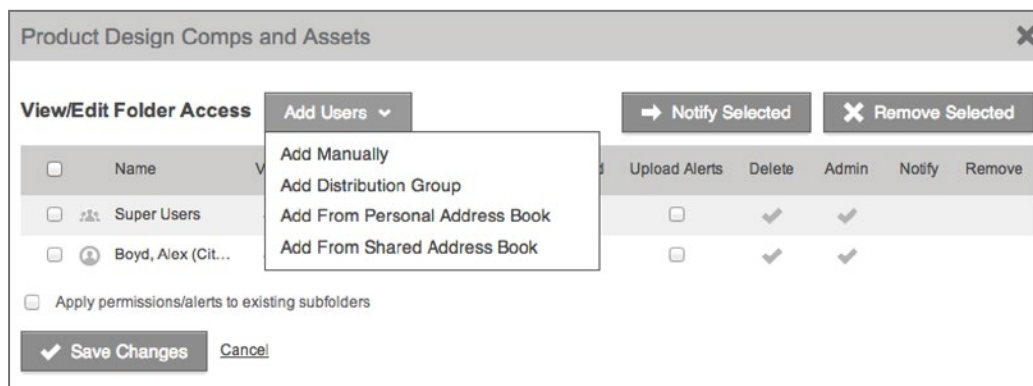 Product Design Comps and Assets
View/Edit Folder Access Add Users Notify Selected Remove Selected
Add Manually
Add Distribution Group
Add From Personal Address Book
Add From Shared Address Book
Name Upload Alerts Delete Admin Notify Remove
Super Users
Boyd, Alex (Cit...
Apply permissions/alerts to existing subfolders
Save Changes Cancel